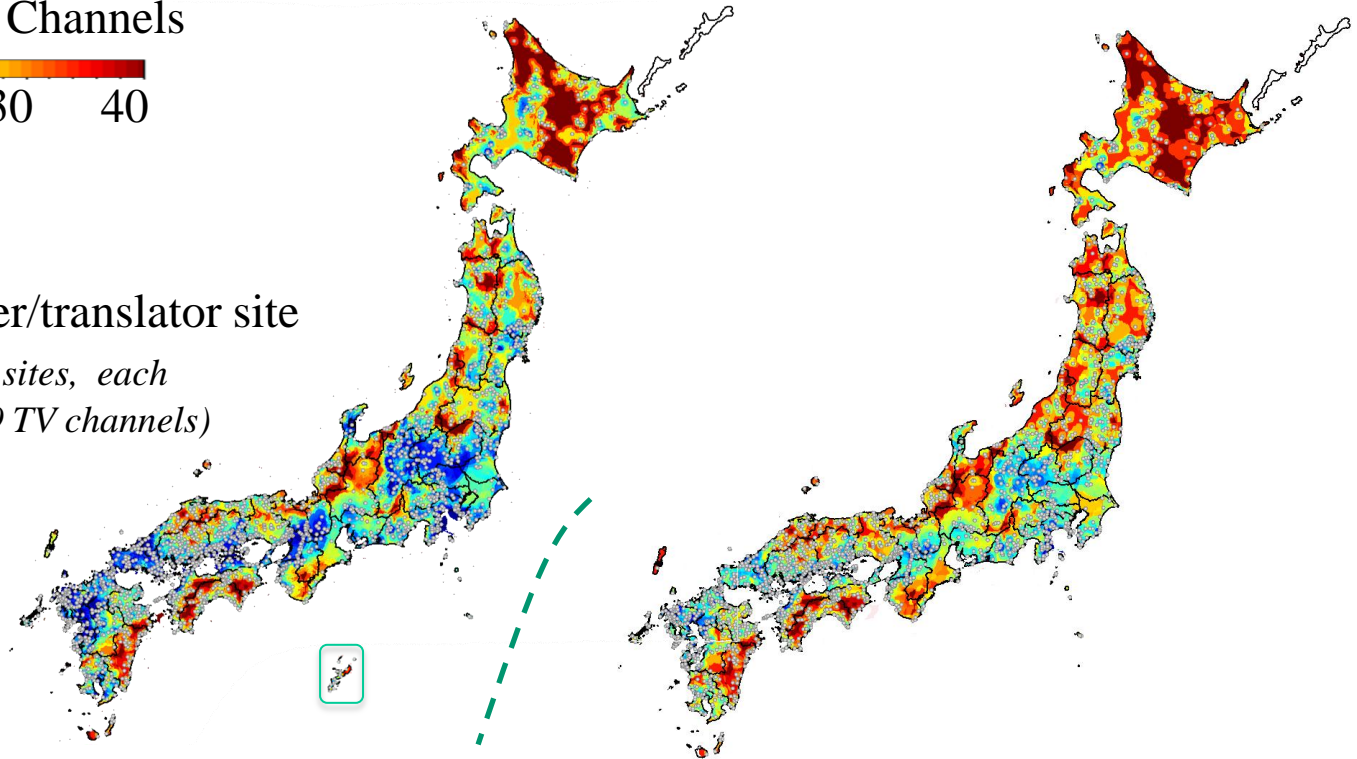 Channels
30 40
er/translator site
sites, each
TV channels)